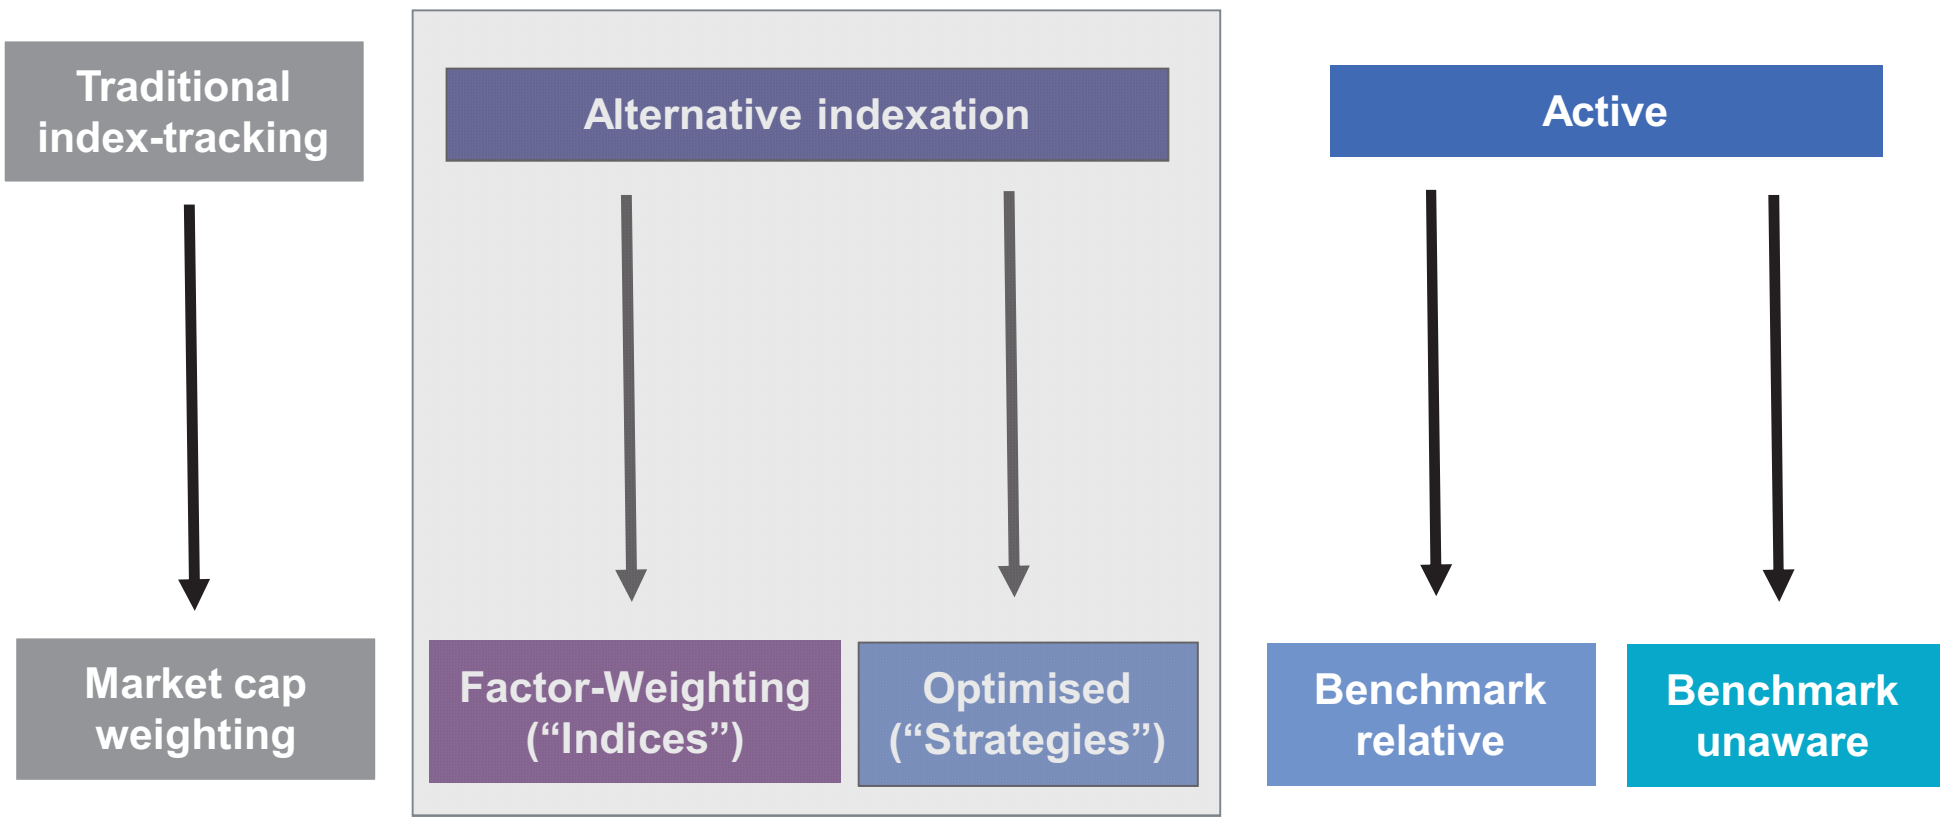 Traditional
index-tracking
Alternative indexation
Active
Market cap
weighting
Factor-Weighting
(“Indices”)
Optimised
(“Strategies”)
Benchmark
relative
Benchmark
unaware